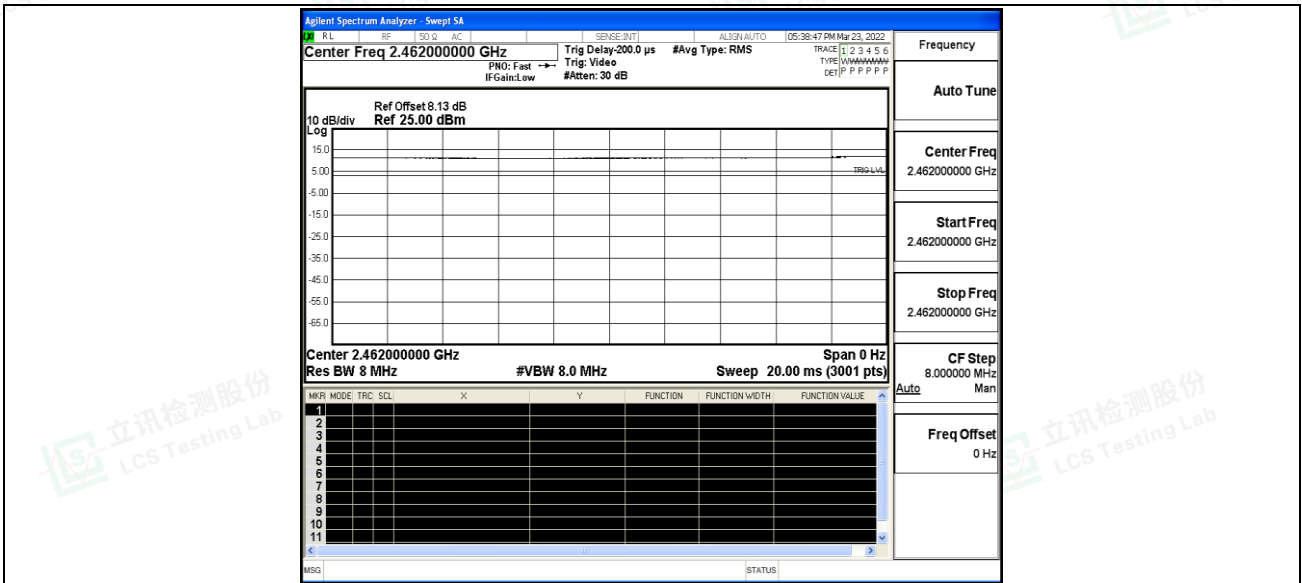 Agilent Spectrum Analyzer - Swept SA
RL RF 50 Ω AC SENSE:INT ALIGN AUTO 05:38:47 PM Mar 23, 2022
Center Freq 2.462000000 GHz
PNO: Fast
IFGain:Low
Trig Delay-200.0 µs
Trig: Video
#Atten: 30 dB
#Avg Type: RMS
TRACE 1 2 3 4 5 6
TYPE WWWWWW
DET P P P P P P
Frequency
Auto Tune
Center Freq
2.462000000 GHz
Start Freq
2.462000000 GHz
Stop Freq
2.462000000 GHz
CF Step
8.000000 MHz
Auto Man
Freq Offset
0 Hz
Ref Offset 8.13 dB
10 dB/div Ref 25.00 dBm
Log
15.0
5.00
TRIG LVL
-5.00
-15.0
-25.0
-35.0
-45.0
-55.0
-65.0
Center 2.462000000 GHz Span 0 Hz
Res BW 8 MHz #VBW 8.0 MHz Sweep 20.00 ms (3001 pts)
MKR MODE TRC SCL X Y FUNCTION FUNCTION WIDTH FUNCTION VALUE
1
2
3
4
5
6
7
8
9
10
11
MSG STATUS
立讯检测股份
LCS Testing Lab
立讯检测股份
LCS Testing Lab